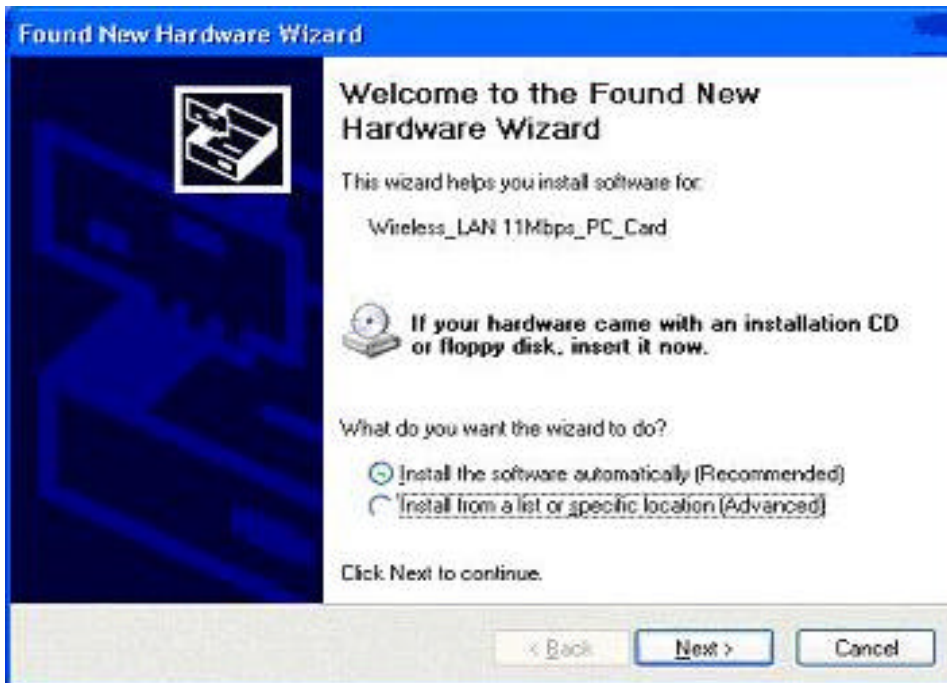 Found New Hardware Wizard
Welcome to the Found New
Hardware Wizard
This wizard helps you install software for:
Wireless_LAN 11Mbps_PC_Card
If your hardware came with an installation CD
or floppy disk, insert it now.
What do you want the wizard to do?
Install the software automatically (Recommended)
Install from a list or specific location (Advanced)
Click Next to continue.
< Back
Next >
Cancel